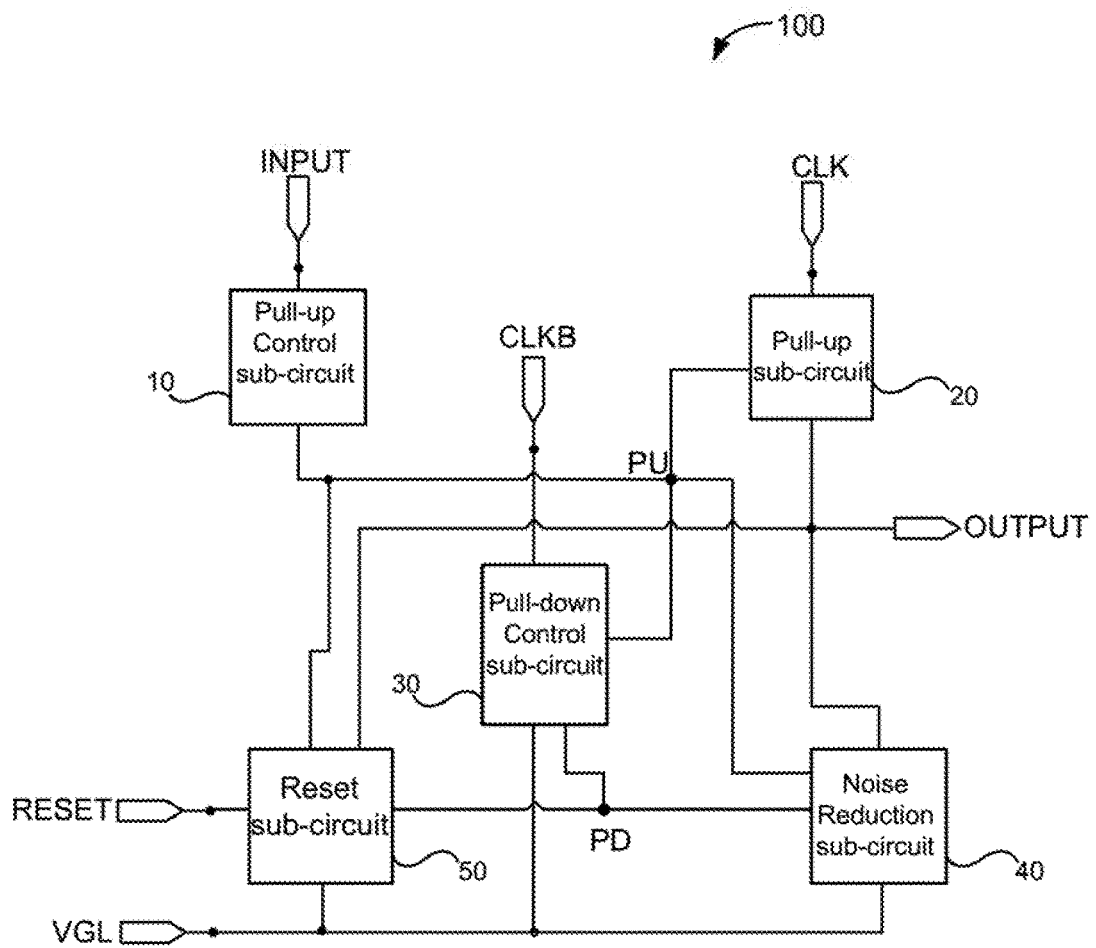 100
INPUT
CLK
Pull-up
Control
sub-circuit
10
CLKB
Pull-up
sub-circuit
20
PU
OUTPUT
Pull-down
Control
sub-circuit
30
RESET
Reset
sub-circuit
50
PD
Noise
Reduction
sub-circuit
40
VGL